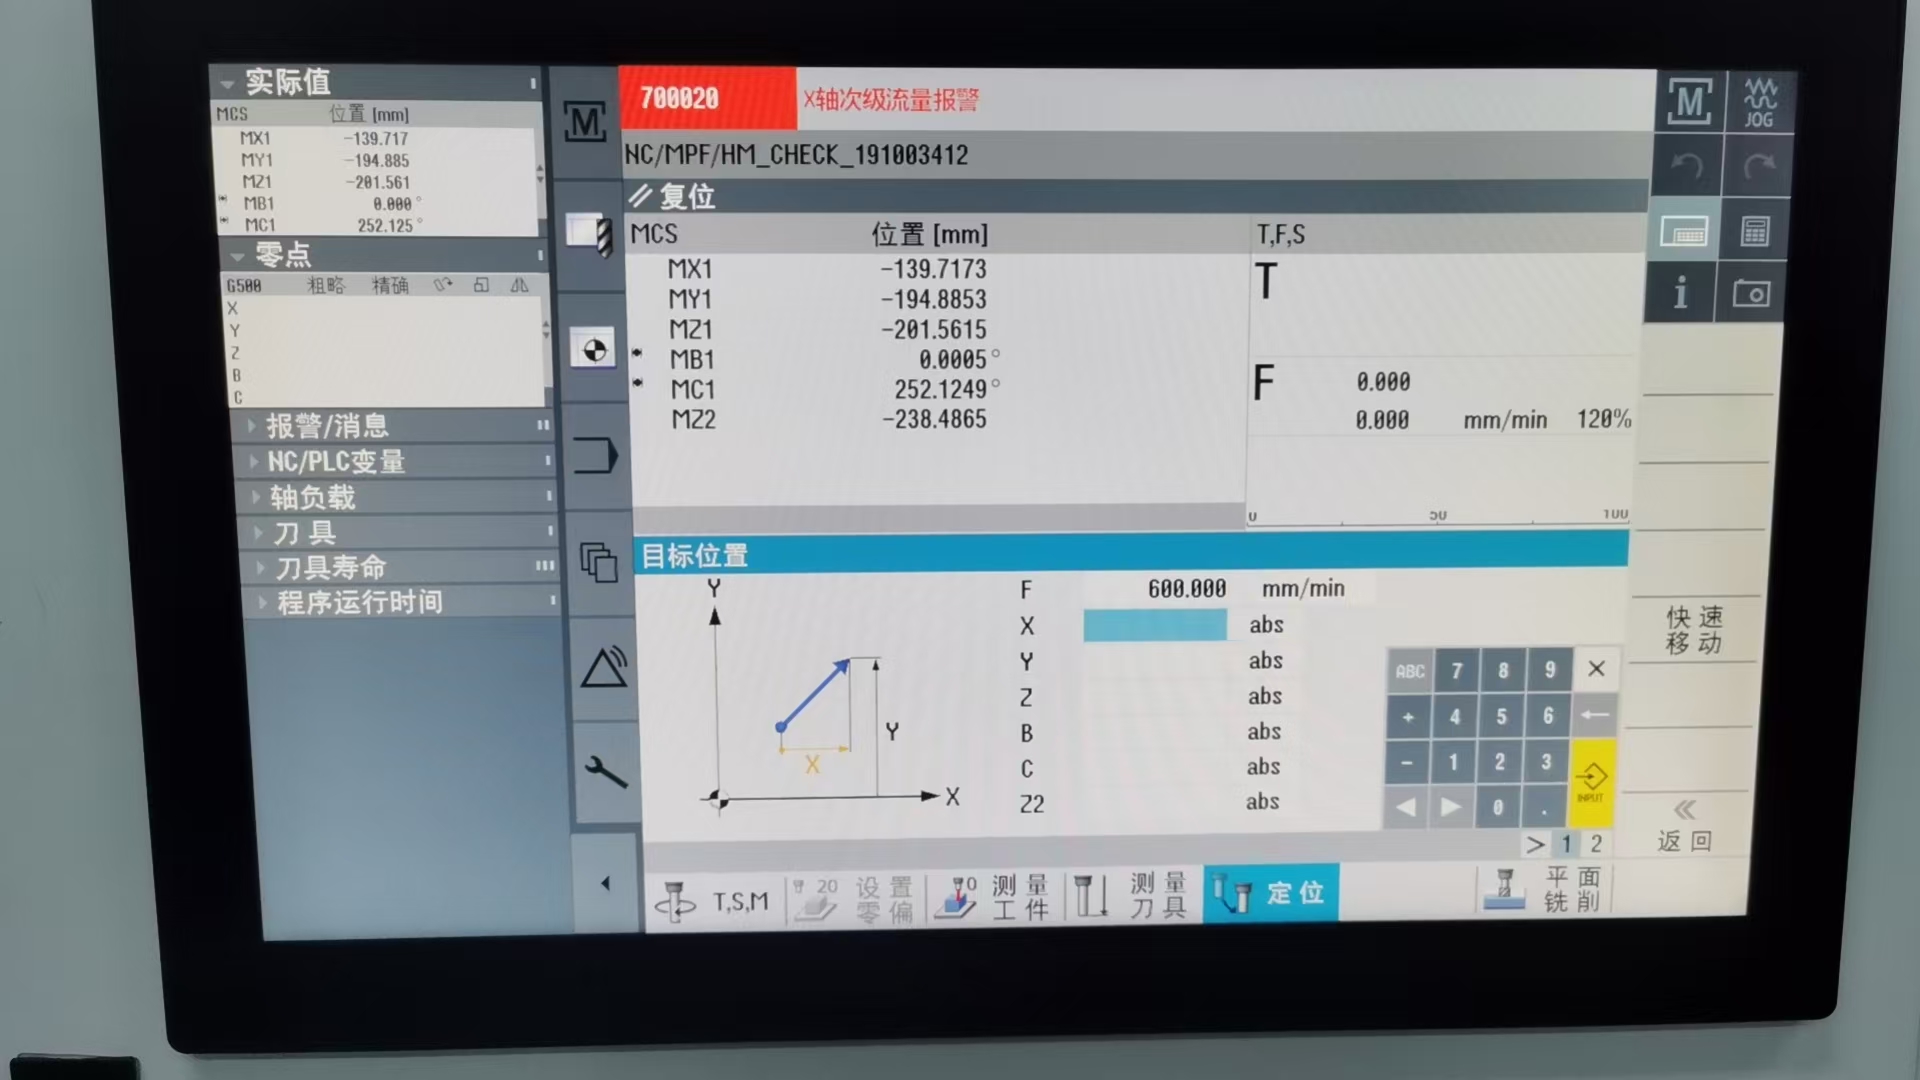 实际值
MCS 位置 [mm]
MX1 -139.717
MY1 -194.885
MZ1 -201.561
MB1 0.000 °
MC1 252.125 °
零点
G500 粗略 精确
X
Y
Z
B
C
报警/消息
NC/PLC变量
轴负载
刀具
刀具寿命
程序运行时间
M
700020 X轴次级流量报警
NC/MPF/HM_CHECK_191003412
复位
MCS 位置 [mm]
MX1 -139.7173
MY1 -194.8853
MZ1 -201.5615
MB1 0.0005 °
MC1 252.1249 °
MZ2 -238.4865
T,F,S
T
F 0.000
0.000 mm/min 120%
0 50 100
目标位置
Y
Y
X
X
F 600.000 mm/min
X abs
Y abs
Z abs
B abs
C abs
Z2 abs
ABC 7 8 9 ×
+ 4 5 6 ←
- 1 2 3
INPUT
0 .
> 1 2
T,S,M
20 设置零偏
0 测量工件
测量刀具
定位
平面铣削
M JOG
i
快速
移动
«
返回